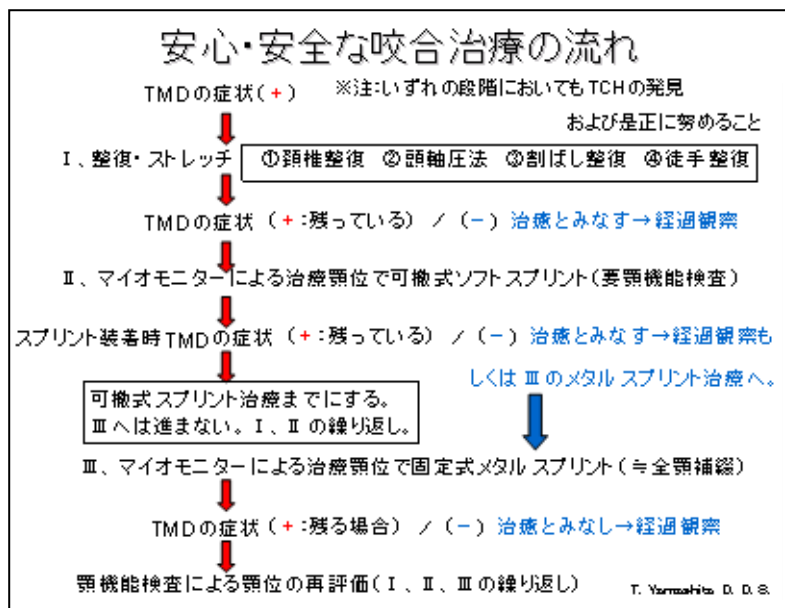 安心・安全な咬合治療の流れ
TMDの症状(+) ※注:いずれの段階においてもTCHの発見
および是正に努めること
Ⅰ、整復・ストレッチ ①頚椎整復 ②頭軸圧法 ③割ばし整復 ④徒手整復
TMDの症状 (+:残っている) / (-) 治癒とみなす→経過観察
Ⅱ、マイオモニターによる治療顎位で可撤式ソフトスプリント(要顎機能検査)
スプリント装着時TMDの症状 (+:残っている) / (-) 治癒とみなす→経過観察も
しくは Ⅲのメタルスプリント治療へ。
可撤式スプリント治療までにする。
Ⅲへは進まない。Ⅰ、Ⅱの繰り返し。
Ⅲ、マイオモニターによる治療顎位で固定式メタルスプリント(≒全顎補綴)
TMDの症状(+:残る場合) / (-) 治癒とみなし→経過観察
顎機能検査による顎位の再評価(Ⅰ、Ⅱ、Ⅲの繰り返し)
T. Yamashita D. D. S.